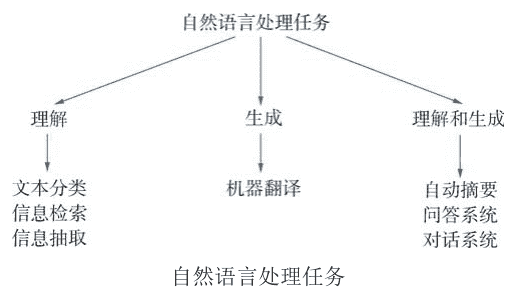 自然语言处理任务
理解
生成
理解和生成
文本分类
信息检索
信息抽取
机器翻译
自动摘要
问答系统
对话系统
自然语言处理任务